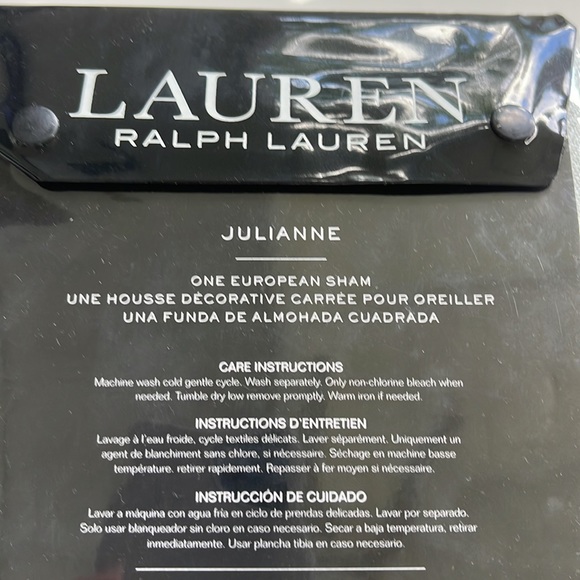 LAUREN
RALPH LAUREN
JULIANNE
ONE EUROPEAN SHAM
UNE HOUSSE DÉCORATIVE CARRÉE POUR OREILLER
UNA FUNDA DE ALMOHADA CUADRADA
CARE INSTRUCTIONS
Machine wash cold gentle cycle. Wash separately. Only non-chlorine bleach when
needed. Tumble dry low remove promptly. Warm iron if needed.
INSTRUCTIONS D'ENTRETIEN
Lavage à l'eau froide, cycle textiles délicats. Laver séparément. Uniquement un
agent de blanchiment sans chlore, si nécessaire. Séchage en machine basse
température. retirer rapidement. Repasser à fer moyen si nécessaire.
INSTRUCCIÓN DE CUIDADO
Lavar a máquina con agua fría en ciclo de prendas delicadas. Lavar por separado.
Solo usar blanqueador sin cloro en caso necesario. Secar a baja temperatura, retirar
inmediatamente. Usar plancha tibia en caso necesario.